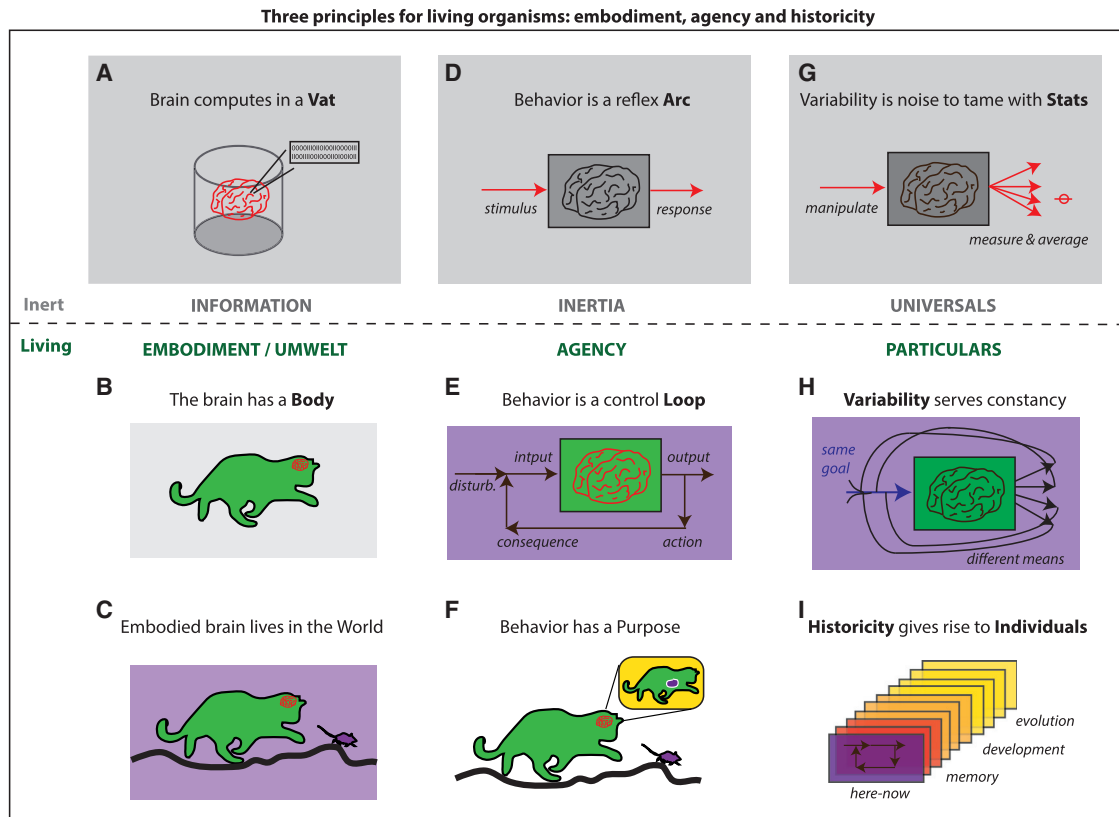 Three principles for living organisms: embodiment, agency and historicity
A
Brain computes in a Vat
D
Behavior is a reflex Arc
stimulus
response
G
Variability is noise to tame with Stats
manipulate
measure & average
Inert
INFORMATION
INERTIA
UNIVERSALS
Living
EMBODIMENT / UMWELT
AGENCY
PARTICULARS
B
The brain has a Body
E
Behavior is a control Loop
disturb.
intput
output
consequence
action
H
Variability serves constancy
same
goal
different means
C
Embodied brain lives in the World
F
Behavior has a Purpose
I
Historicity gives rise to Individuals
evolution
development
memory
here-now